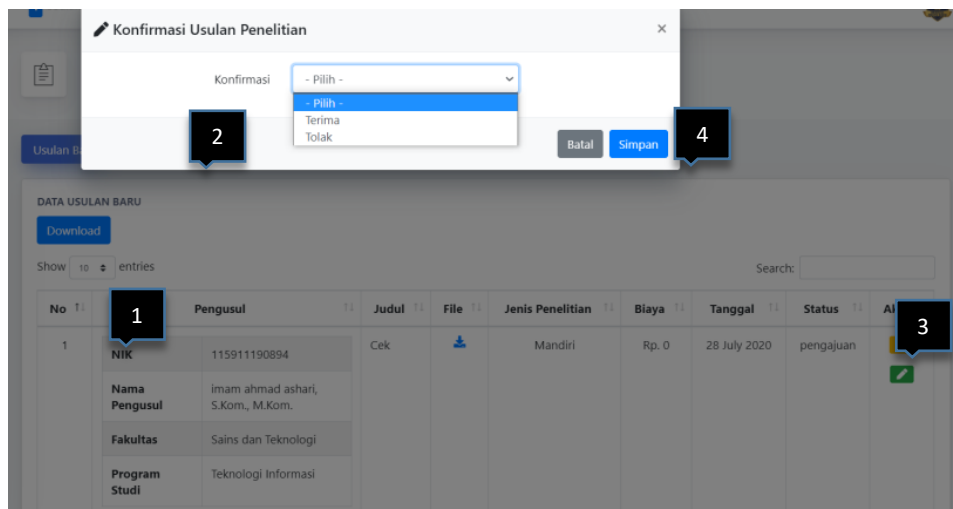 Konfirmasi Usulan Penelitian ×
Konfirmasi - Pilih -
- Pilih -
Terima
Tolak
2
4
Batal Simpan
Usulan
DATA USULAN BARU
Download
Show 10 entries Search:
1
3
No Pengusul Judul File Jenis Penelitian Biaya Tanggal Status
1 NIK 115911190894 Cek Mandiri Rp. 0 28 July 2020 pengajuan
Nama Pengusul imam ahmad ashari, S.Kom., M.Kom.
Fakultas Sains dan Teknologi
Program Studi Teknologi Informasi